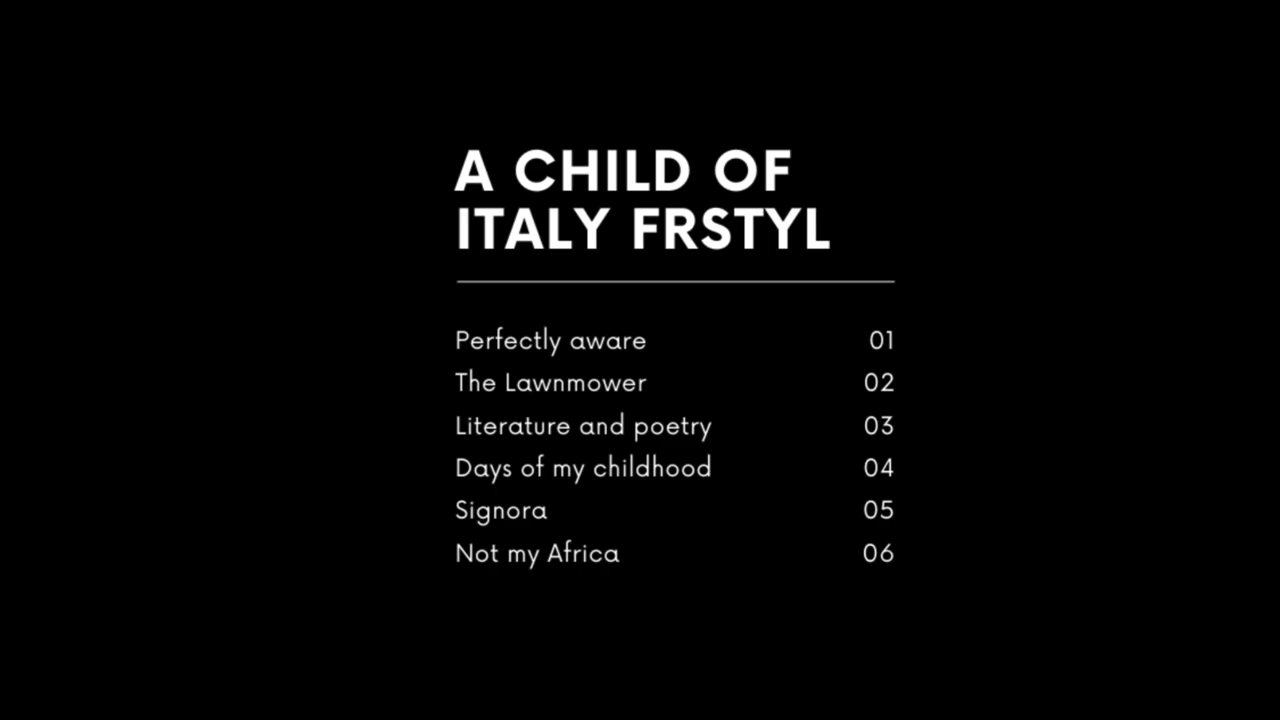 A CHILD OF
ITALY FRSTYL
Perfectly aware 01
The Lawnmower 02
Literature and poetry 03
Days of my childhood 04
Signora 05
Not my Africa 06